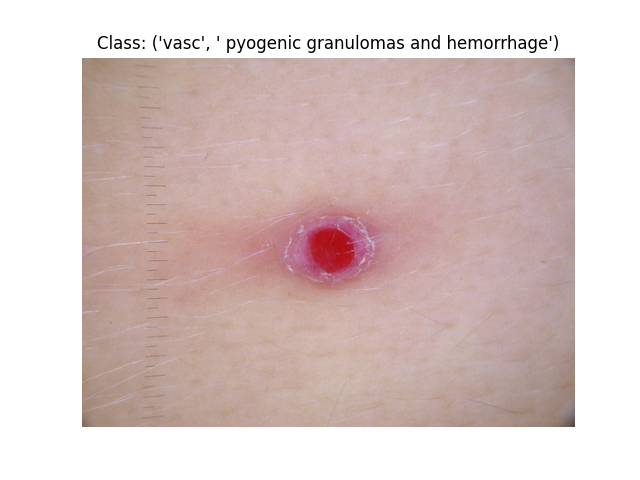 Class: ('vasc', ' pyogenic granulomas and hemorrhage')